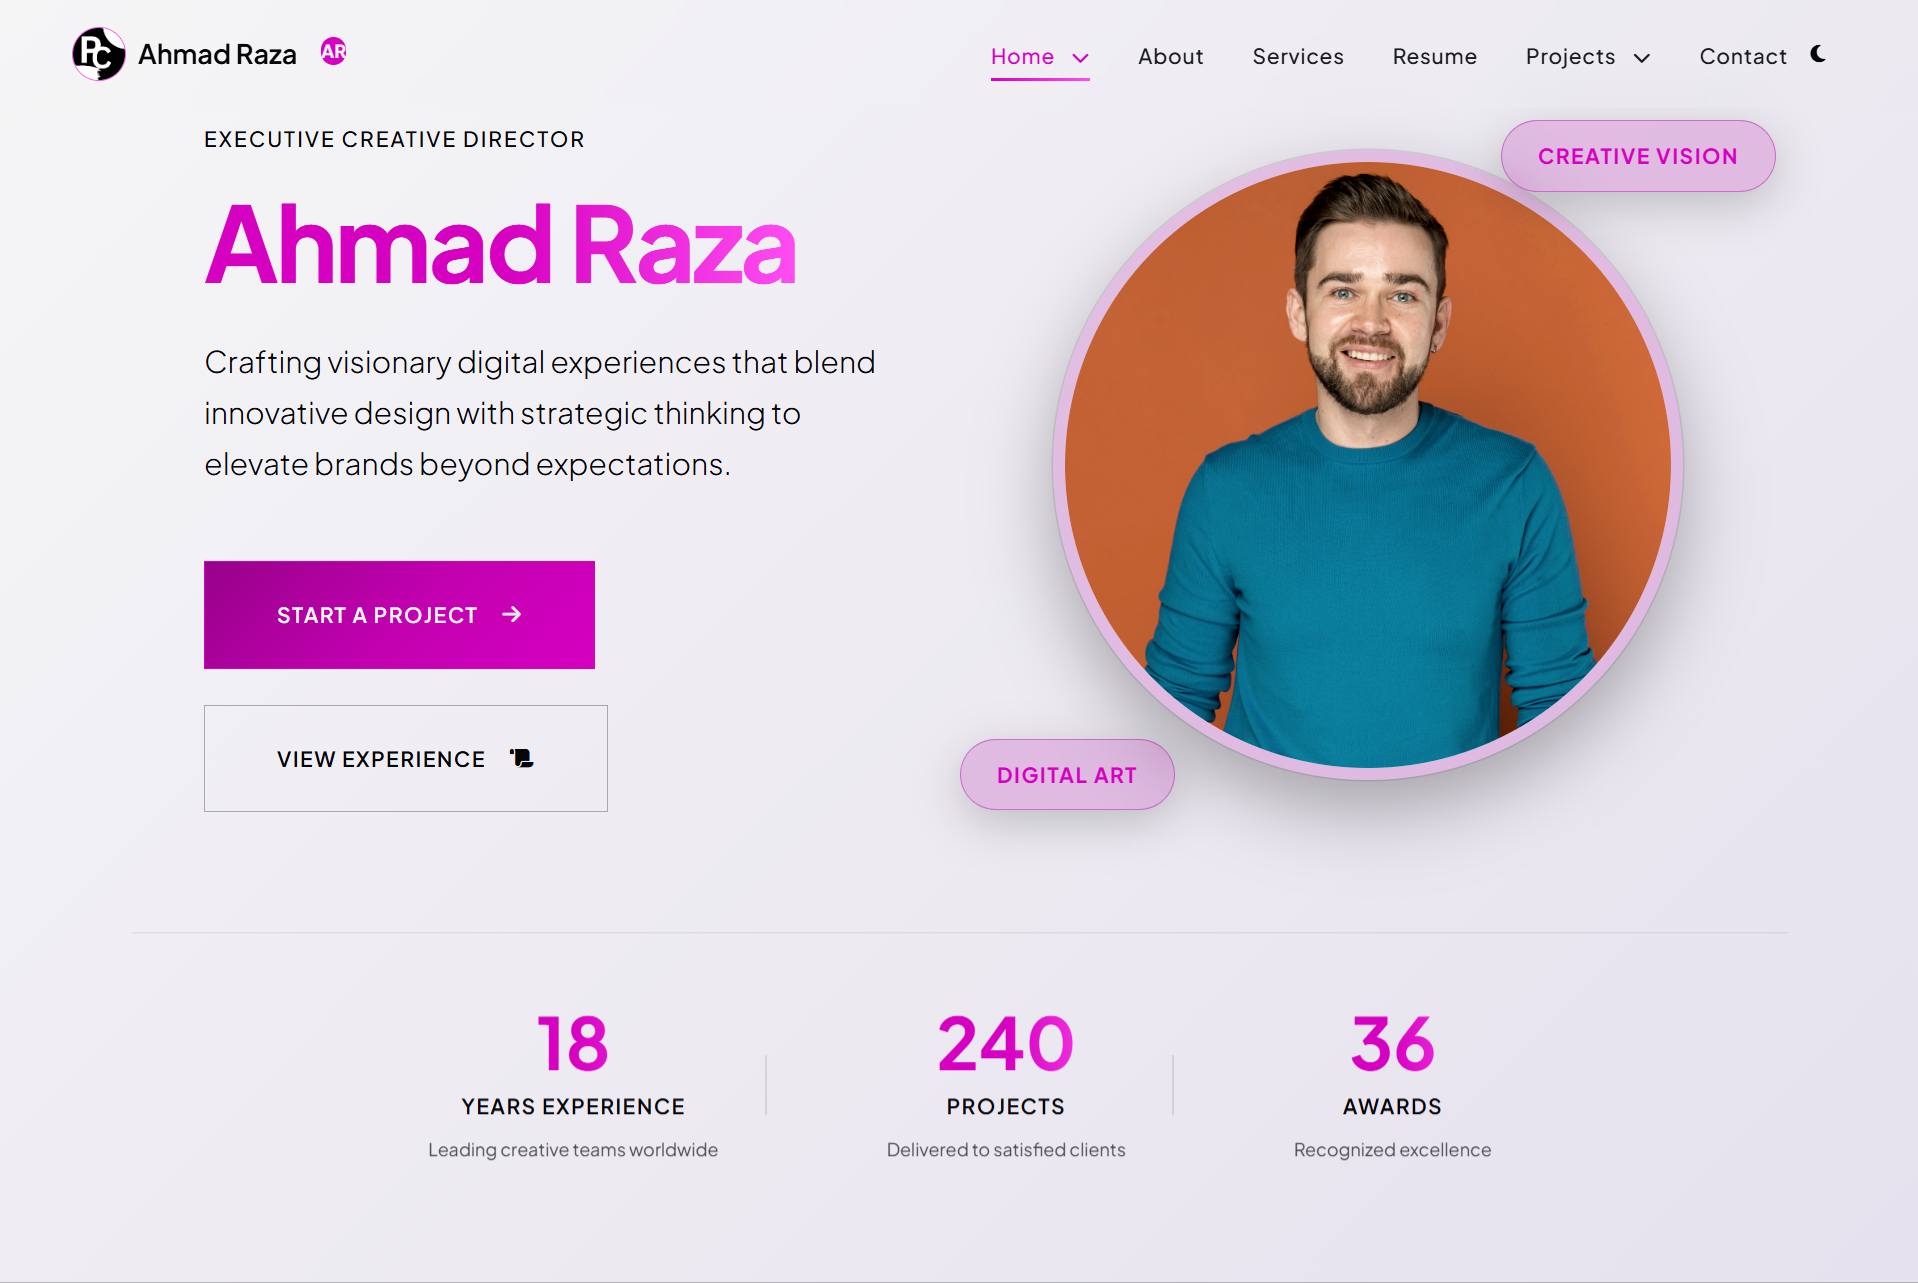 PC
Ahmad Raza
AR
Home
About
Services
Resume
Projects
Contact
EXECUTIVE CREATIVE DIRECTOR
Ahmad Raza
Crafting visionary digital experiences that blend
innovative design with strategic thinking to
elevate brands beyond expectations.
START A PROJECT
VIEW EXPERIENCE
CREATIVE VISION
DIGITAL ART
18
YEARS EXPERIENCE
Leading creative teams worldwide
240
PROJECTS
Delivered to satisfied clients
36
AWARDS
Recognized excellence